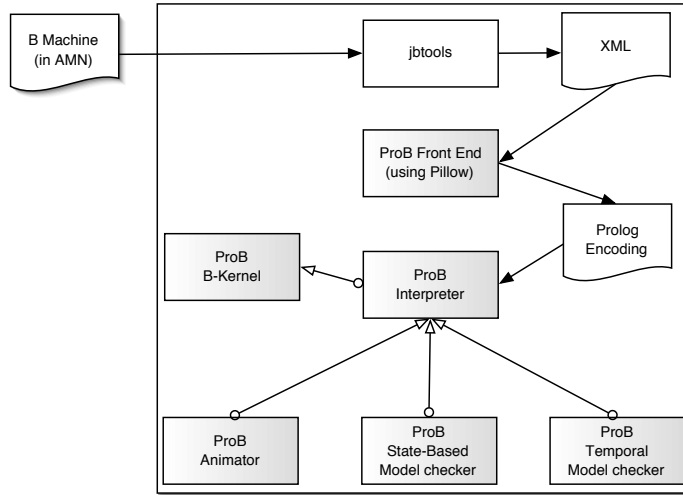 B Machine
(in AMN)
jbtools
XML
ProB Front End
(using Pillow)
Prolog
Encoding
ProB
B-Kernel
ProB
Interpreter
ProB
Animator
ProB
State-Based
Model checker
ProB
Temporal
Model checker